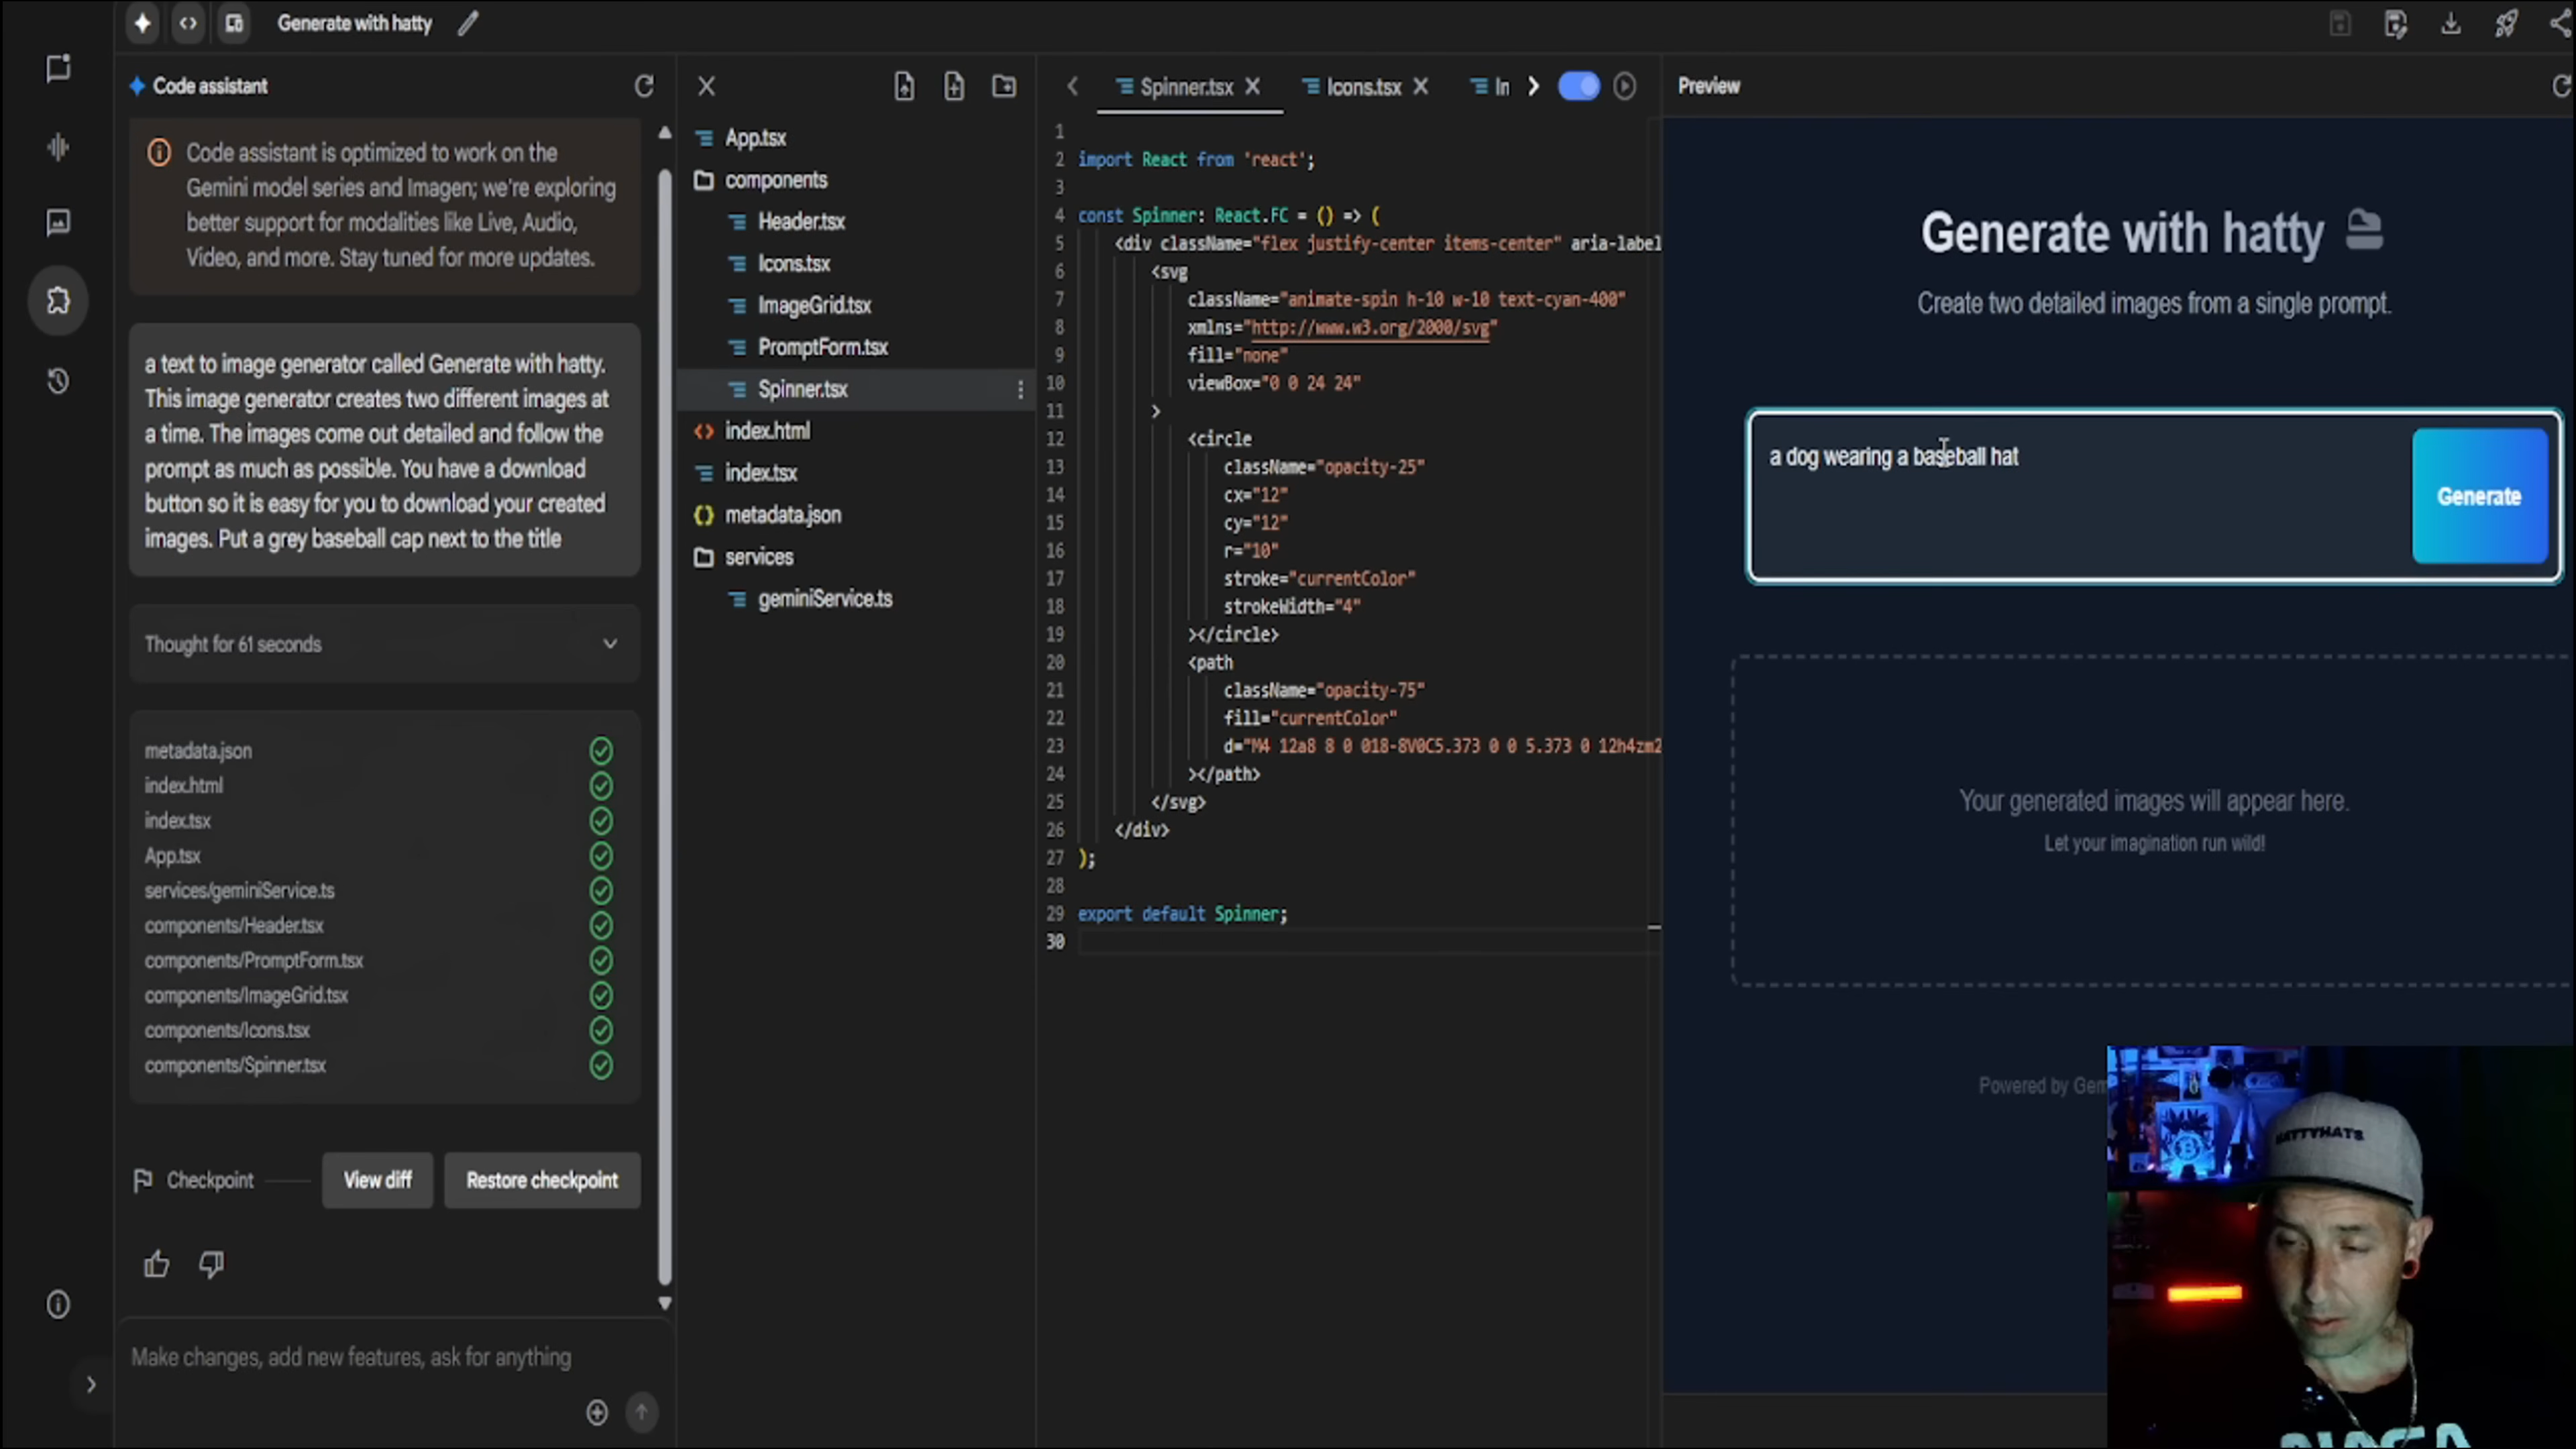 Generate with hatty
Code assistant
Code assistant is optimized to work on the
Gemini model series and Imagen; we're exploring
better support for modalities like Live, Audio,
Video, and more. Stay tuned for more updates.
a text to image generator called Generate with hatty.
This image generator creates two different images at
a time. The images come out detailed and follow the
prompt as much as possible. You have a download
button so it is easy for you to download your created
images. Put a grey baseball cap next to the title
Thought for 61 seconds
metadata.json
index.html
index.tsx
App.tsx
services/geminiService.ts
components/Header.tsx
components/PromptForm.tsx
components/ImageGrid.tsx
components/Icons.tsx
components/Spinner.tsx
Checkpoint
View diff
Restore checkpoint
Make changes, add new features, ask for anything
App.tsx
components
Header.tsx
Icons.tsx
ImageGrid.tsx
PromptForm.tsx
Spinner.tsx
index.html
index.tsx
metadata.json
services
geminiService.ts
Spinner.tsx
Icons.tsx
In
1
2 import React from 'react';
3
4 const Spinner: React.FC = () => (
5 <div className="flex justify-center items-center" aria-label
6 <svg
7 className="animate-spin h-10 w-10 text-cyan-400"
8 xmlns="http://www.w3.org/2000/svg"
9 fill="none"
10 viewBox="0 0 24 24"
11 >
12 <circle
13 className="opacity-25"
14 cx="12"
15 cy="12"
16 r="10"
17 stroke="currentColor"
18 strokeWidth="4"
19 ></circle>
20 <path
21 className="opacity-75"
22 fill="currentColor"
23 d="M4 12a8 8 0 018-8V0C5.373 0 0 5.373 0 12h4zm2
24 ></path>
25 </svg>
26 </div>
27 );
28
29 export default Spinner;
30
Preview
Generate with hatty
Create two detailed images from a single prompt.
a dog wearing a baseball hat
Generate
Your generated images will appear here.
Let your imagination run wild!
Powered by Gem
HATTYHATS